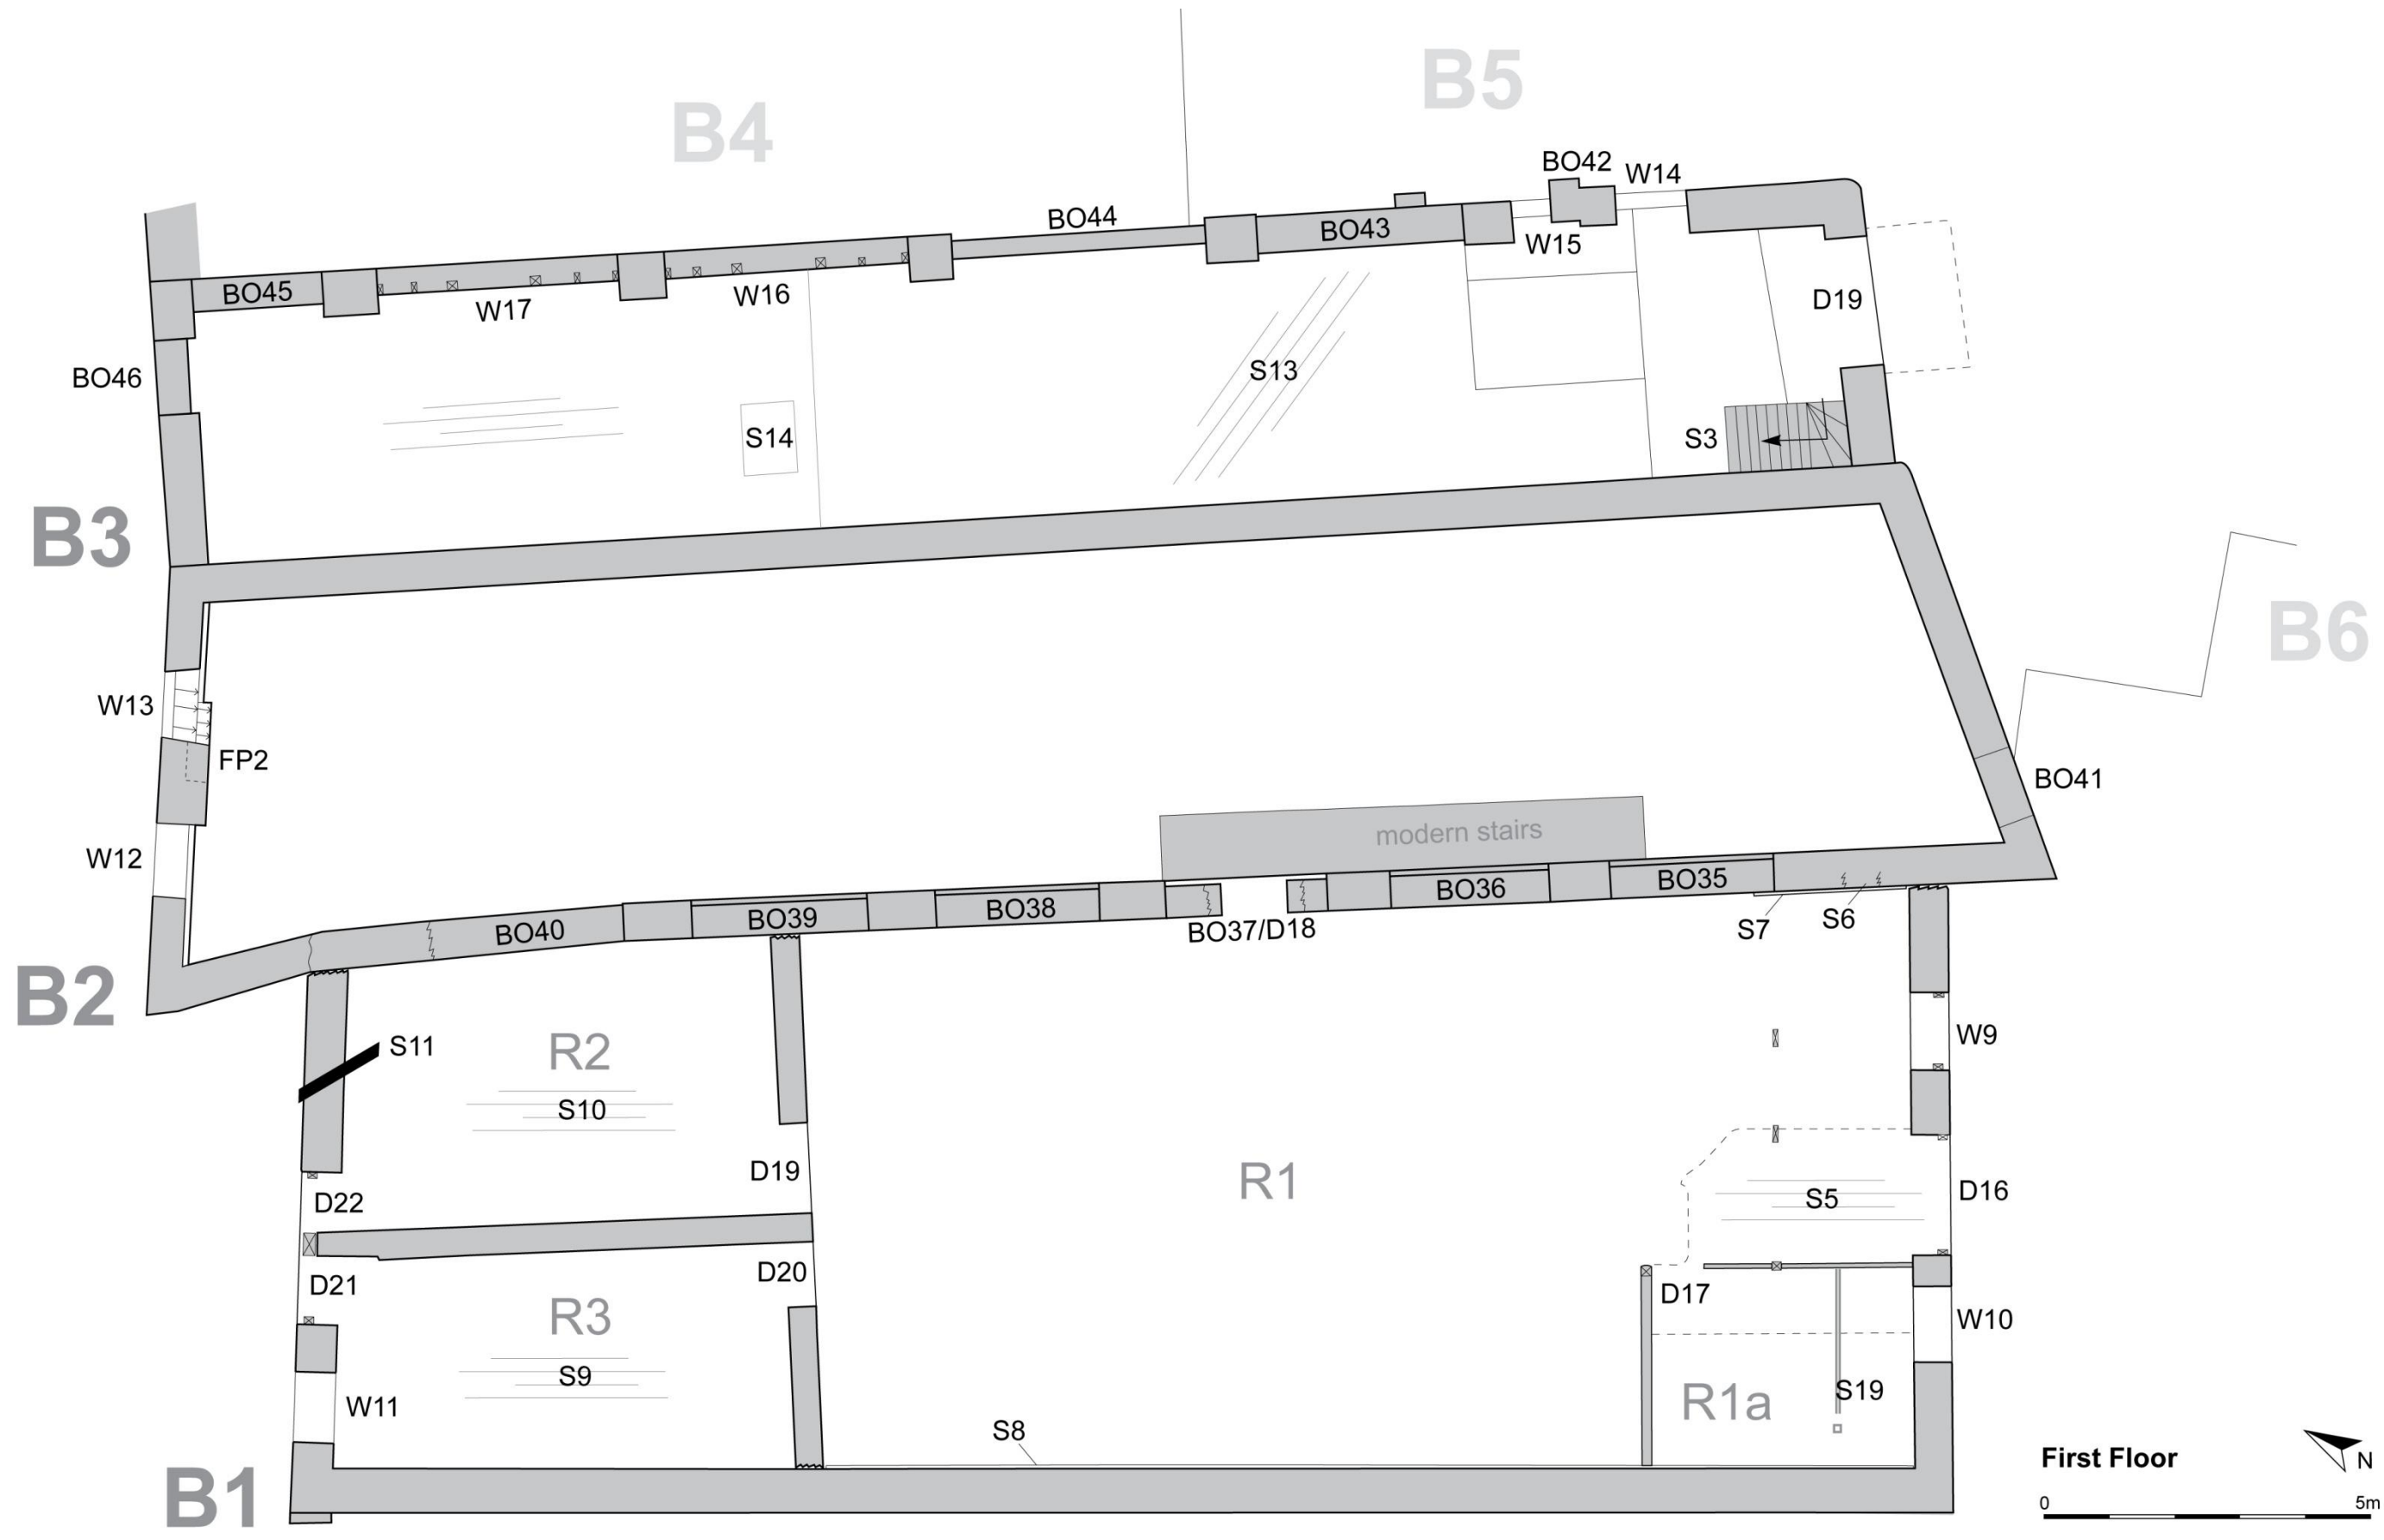 B5
B4
BO42
W14
BO44
BO43
W15
BO45
W17
W16
D19
BO46
S13
S14
S3
B3
B6
W13
FP2
BO41
modern stairs
W12
BO36
BO35
BO39
BO38
BO40
BO37/D18
S7
S6
B2
S11
R2
W9
S10
D19
R1
D22
S5
D16
D20
D21
D17
R3
W10
S9
W11
R1a
S19
S8
B1
First Floor
N
0
5m